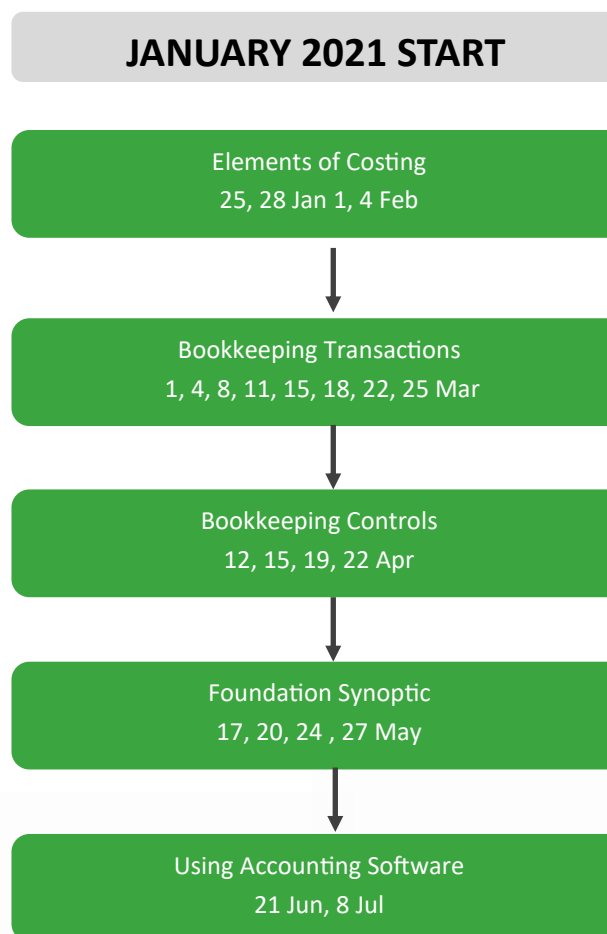 JANUARY 2021 START
Elements of Costing
25, 28 Jan 1, 4 Feb
Bookkeeping Transactions
1, 4, 8, 11, 15, 18, 22, 25 Mar
Bookkeeping Controls
12, 15, 19, 22 Apr
Foundation Synoptic
17, 20, 24 , 27 May
Using Accounting Software
21 Jun, 8 Jul